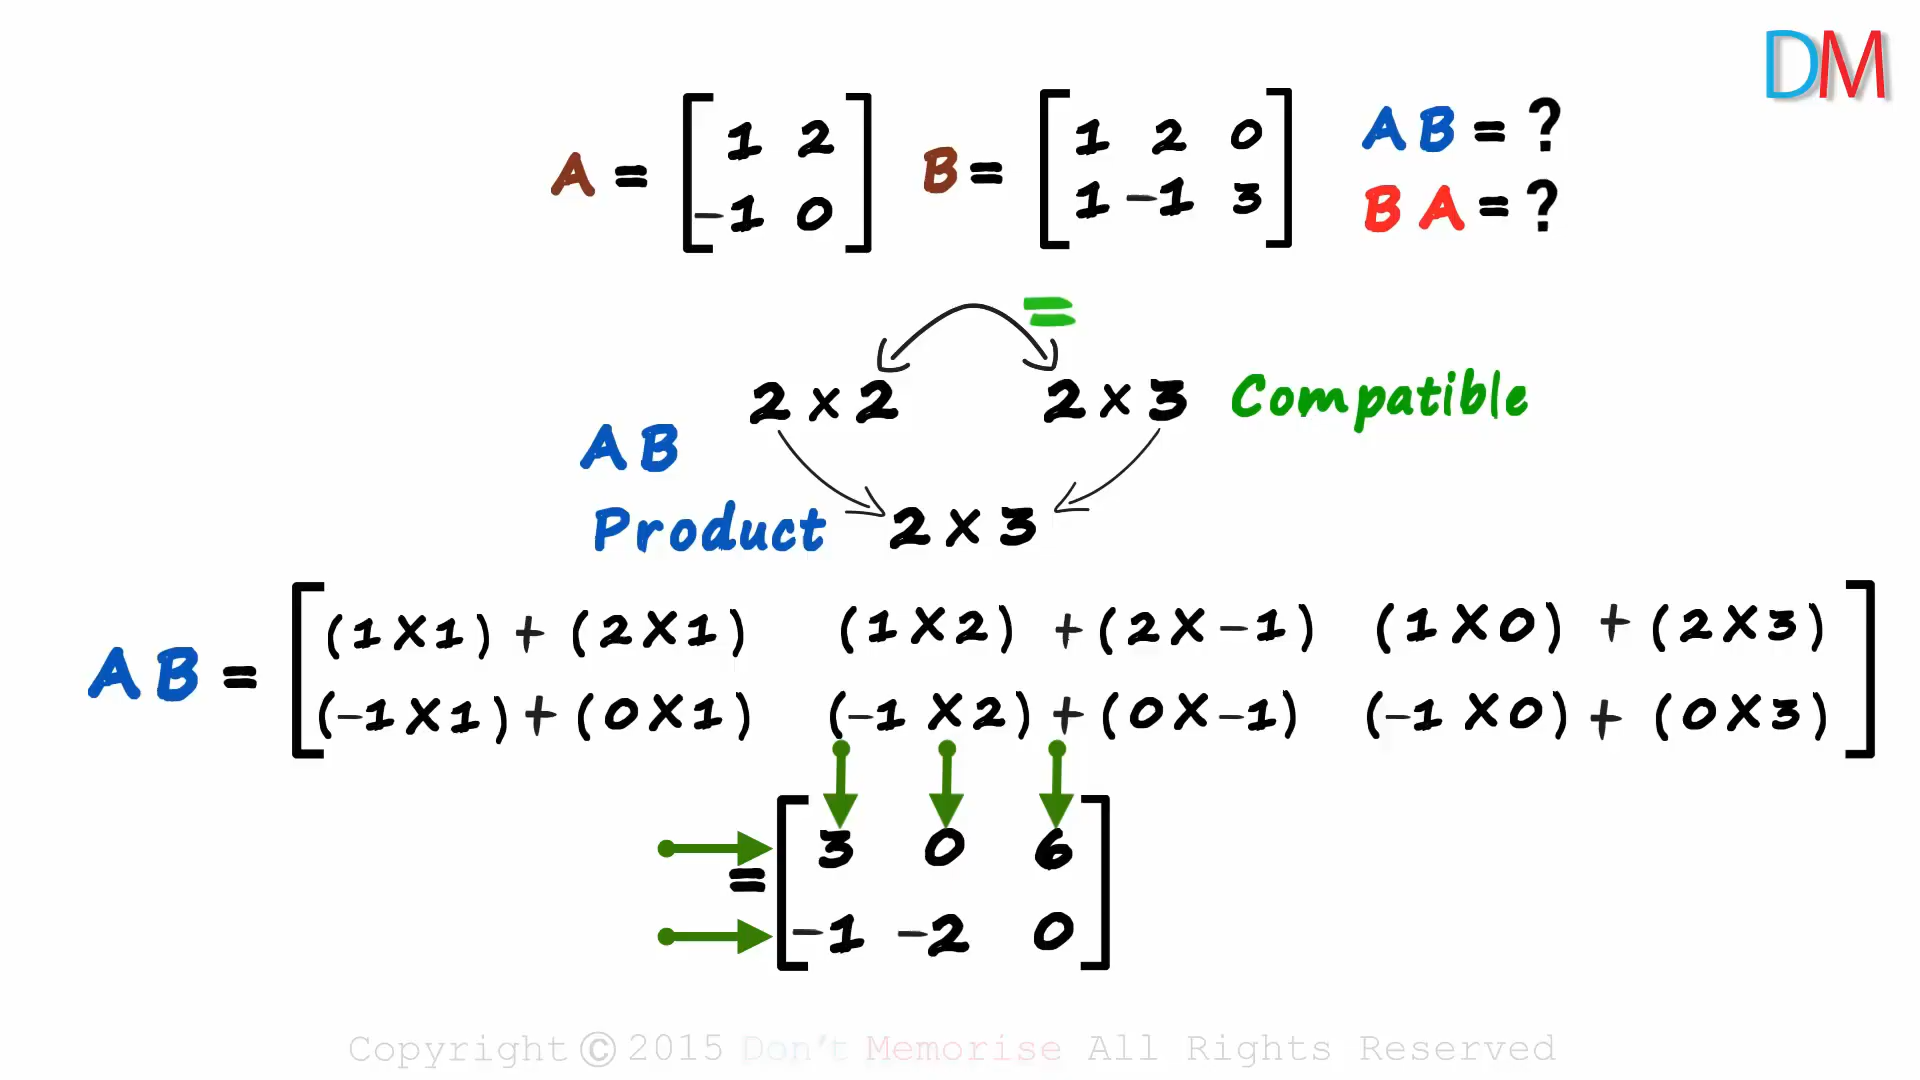 DM
A = [ 1 2 B = [ 1 2 0 ] AB = ?
-1 0 ] 1 -1 3 BA = ?
=
2 × 2 2 × 3 Compatible
AB
Product 2 × 3
AB = [ (1 X 1) + (2 X 1) (1 X 2) + (2 X -1) (1 X 0) + (2 X 3)
(-1 X 1) + (0 X 1) (-1 X 2) + (0 X -1) (-1 X 0) + (0 X 3) ]
= [ 3 0 6
-1 -2 0 ]
Copyright © 2015 Don't Memorise All Rights Reserved